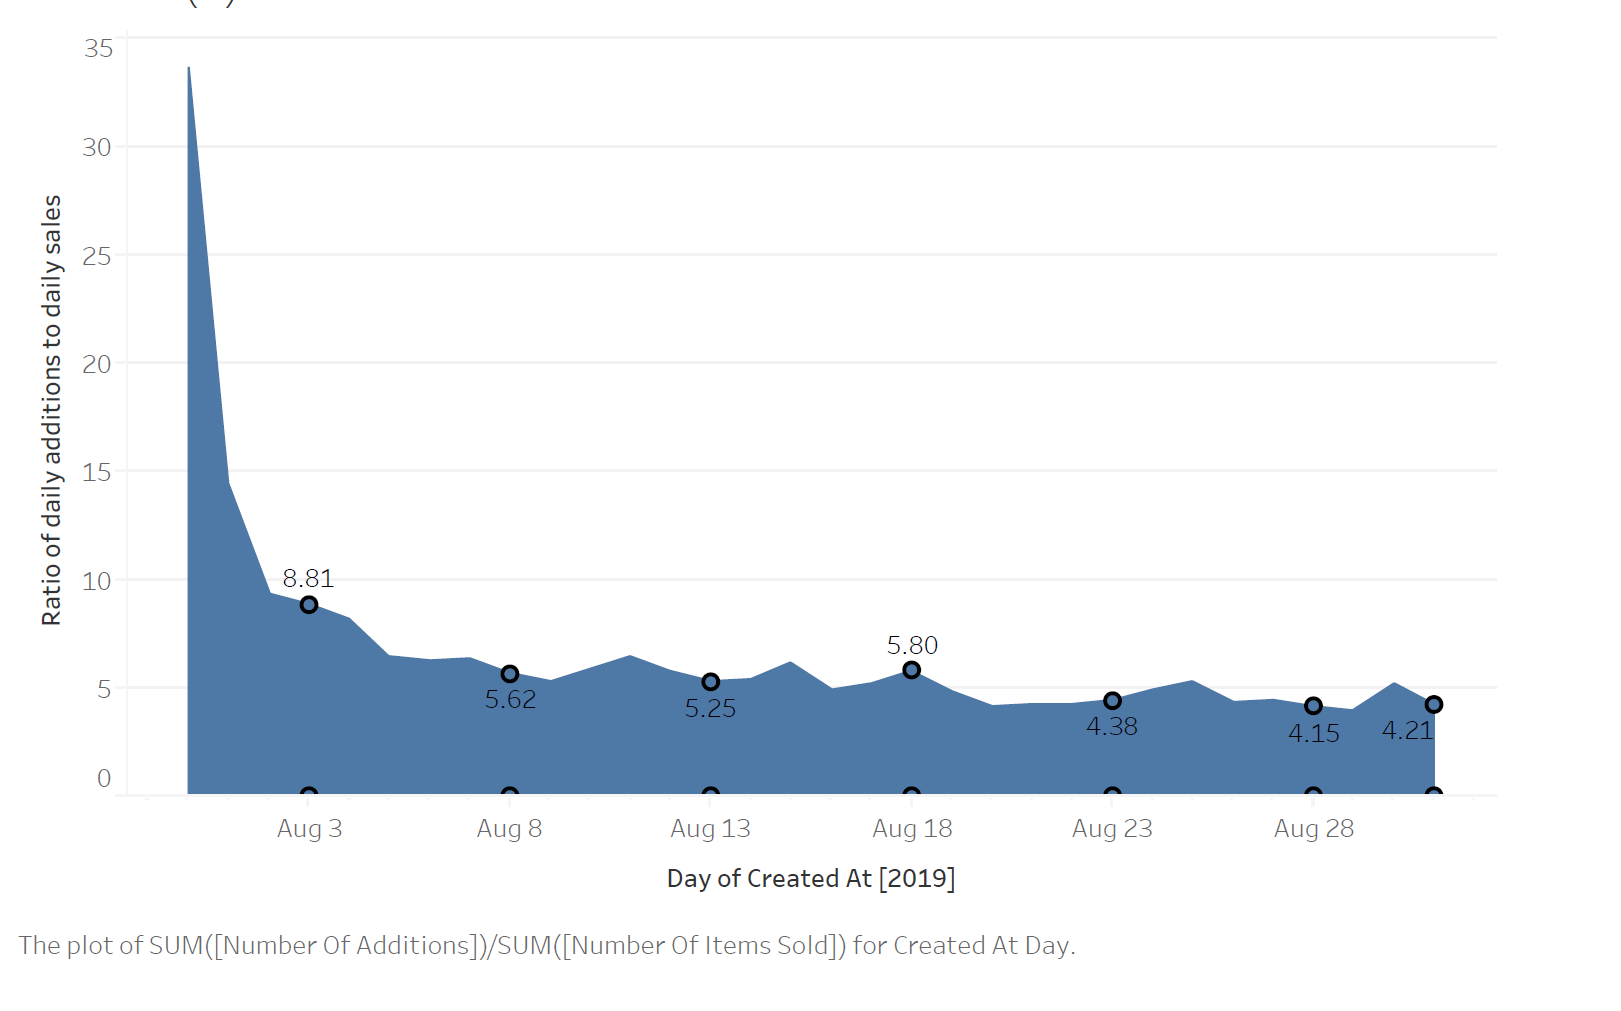 35
30
25
20
15
10
5
0
Ratio of daily additions to daily sales
8.81
5.62
5.25
5.80
4.38
4.15
4.21
Aug 3
Aug 8
Aug 13
Aug 18
Aug 23
Aug 28
Day of Created At [2019]
The plot of SUM([Number Of Additions])/SUM([Number Of Items Sold]) for Created At Day.